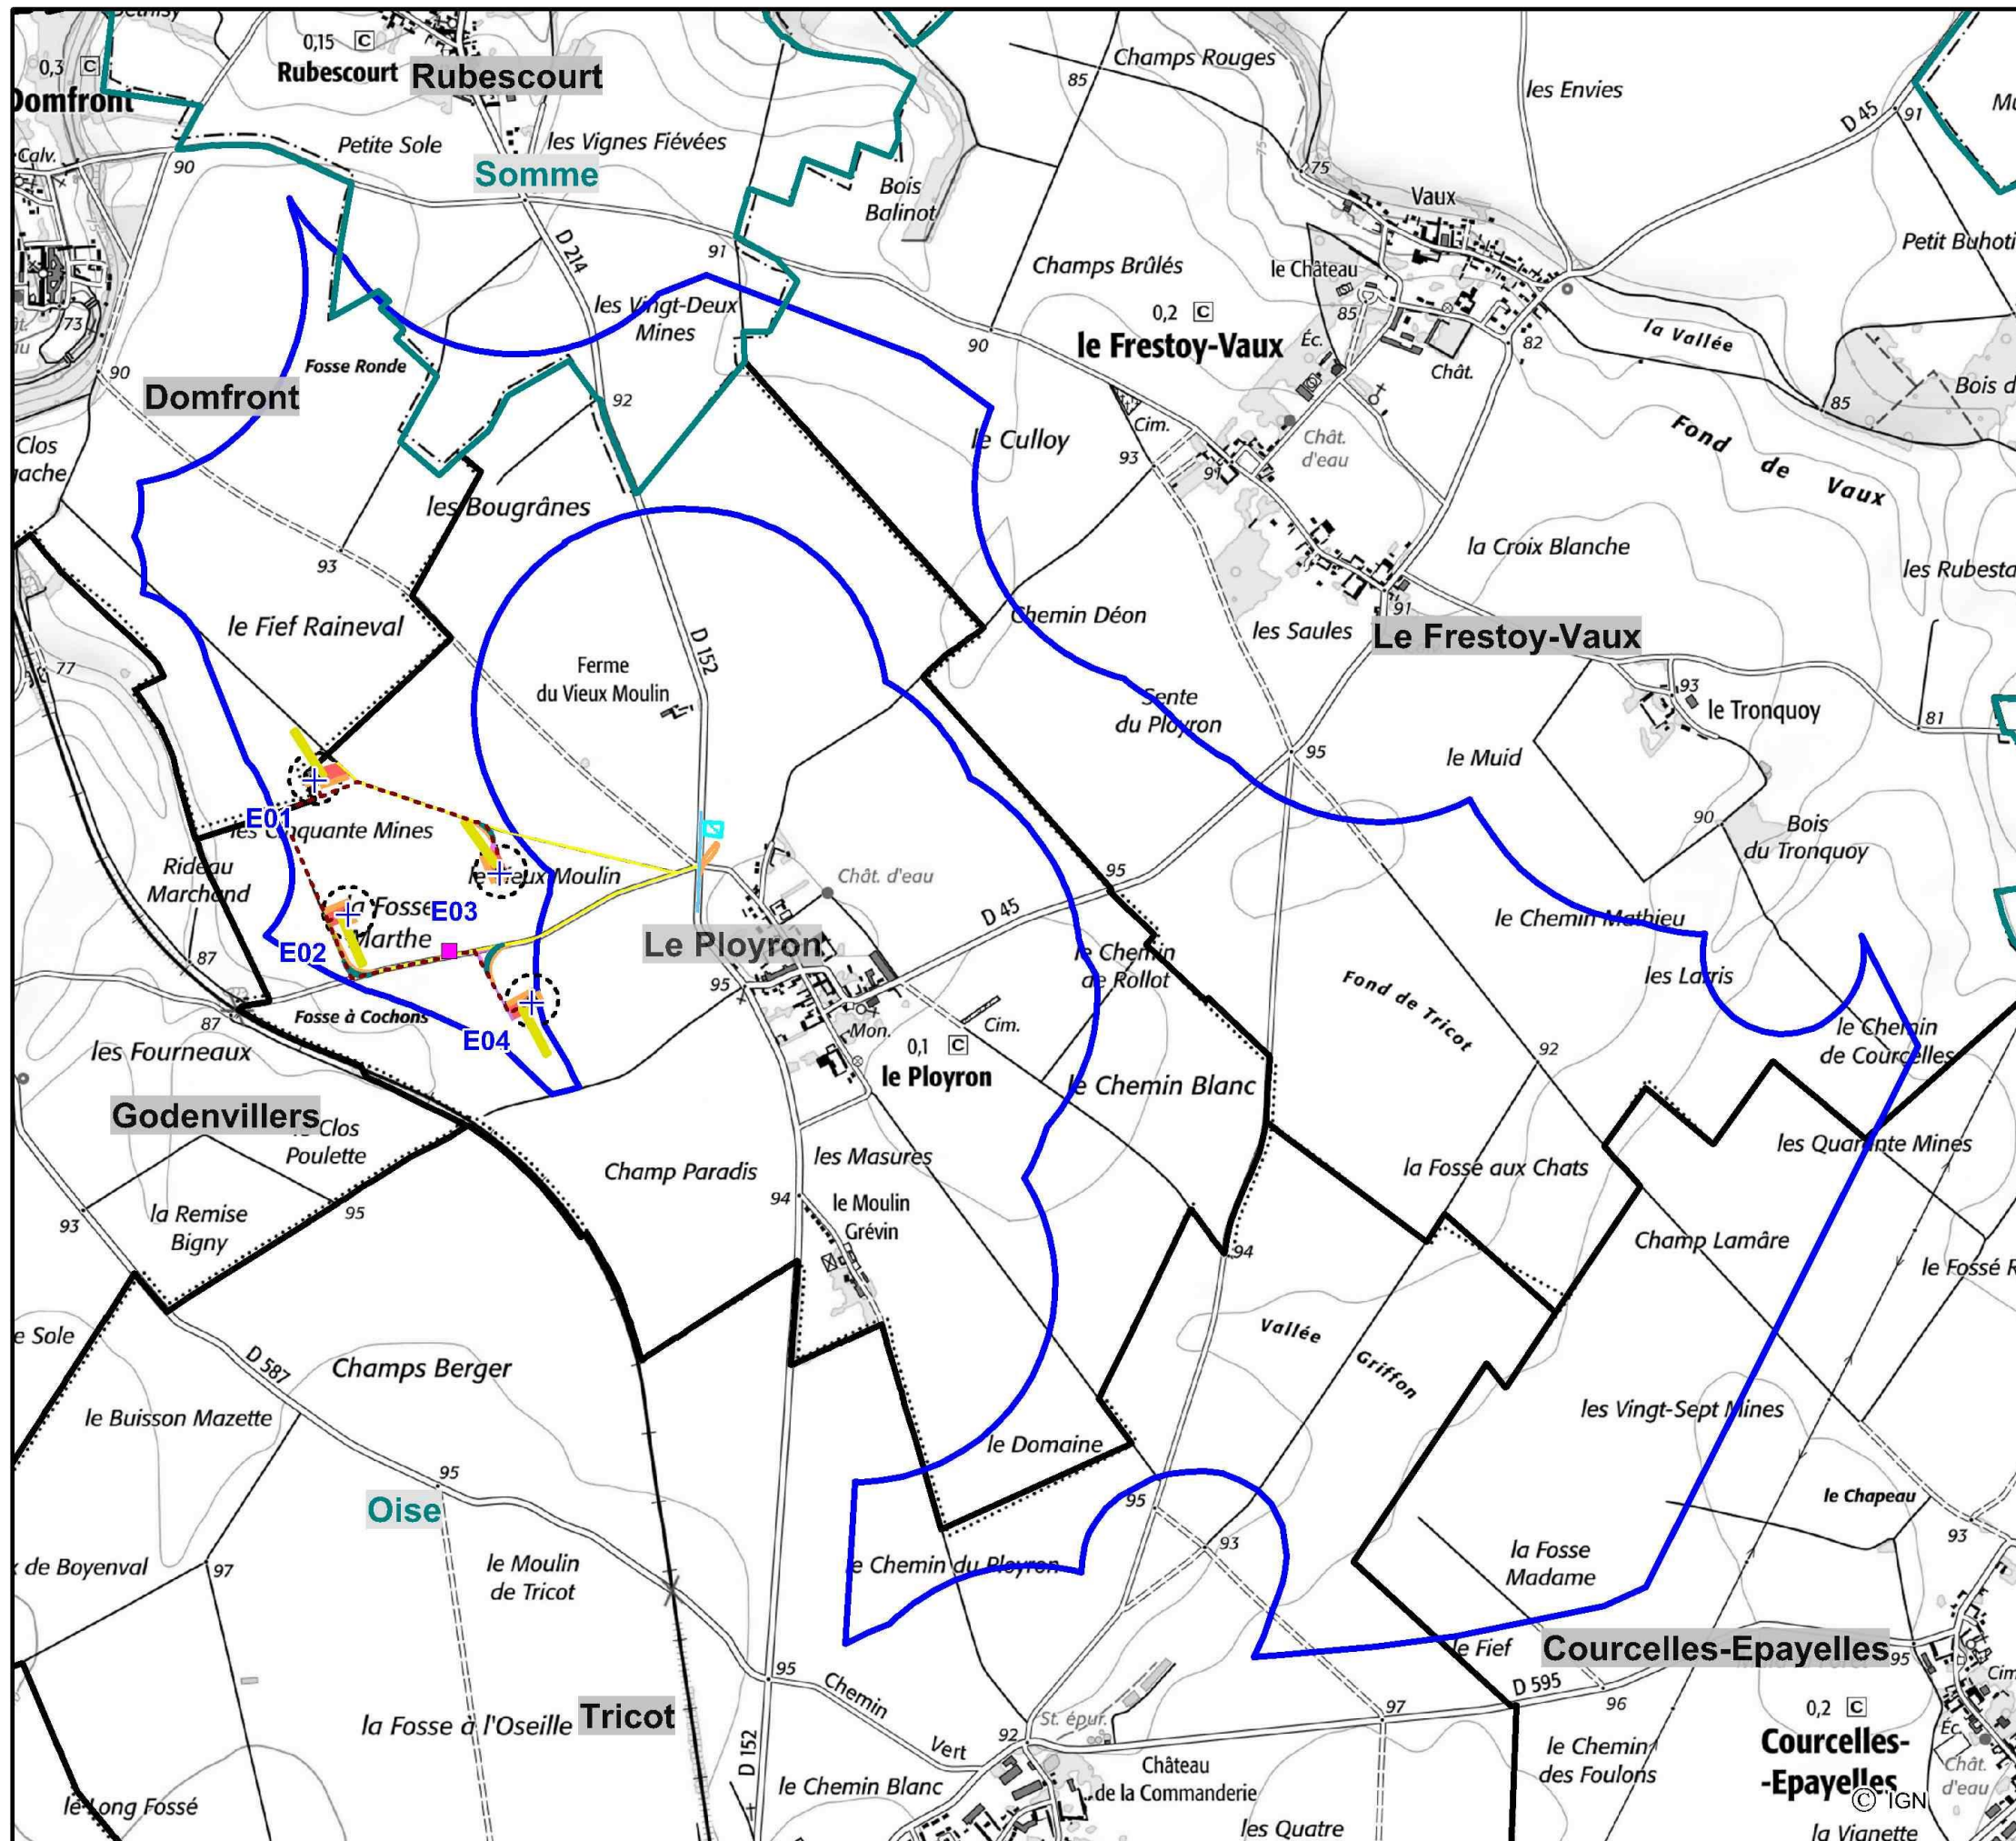 0,15 C
Rubescourt
Rubescourt
0,3 C
Domfront
Calv.
90
Petite Sole
les Vignes Fiévées
Somme
Bois
Balinot
Champs Rouges
85
les Envies
D 45
91
75
75
Vaux
Petit Buhoti
Champs Brûlés
le Château
85
0,2 C
le Frestoy-Vaux
Éc.
Chât.
82
la Vallée
85
Bois d
D 214
91
les Vingt-Deux
Mines
73
90
Fosse Ronde
Domfront
92
90
le Culloy
Cim.
93
91
Chât.
d'eau
Fond de Vaux
Clos
les Bougrânes
93
la Croix Blanche
les Rubesta
le Fief Raineval
D 152
Chemin Déon
91
les Saules
Le Frestoy-Vaux
77
Ferme
du Vieux Moulin
Sente
du Ployron
95
93
le Tronquoy
81
le Muid
90
Bois
du Tronquoy
E01
les Cinquante Mines
Rideau
Marchand
le Vieux Moulin
Chât. d'eau
95
la Fosse
Marthe
E03
E02
D 45
Le Ployron
le Chemin
de Rollot
le Chemin Mathieu
les Larris
87
95
Fond de Tricot
87
Fosse à Cochons
E04
Mon.
Cim.
0,1 C
le Ployron
le Chemin
de Courcelles
92
les Fourneaux
le Chemin Blanc
Godenvillers
le Clos
Poulette
les Masures
les Quarante Mines
Champ Paradis
la Fosse aux Chats
94
le Moulin
Grévin
la Remise
Bigny
95
93
94
Champ Lamâre
le Fossé R
Vallée Griffon
e Sole
D 587
Champs Berger
le Buisson Mazette
les Vingt-Sept Mines
le Domaine
95
95
Oise
le Chapeau
93
de Boyenval
97
le Moulin
de Tricot
le Chemin du Ployron
93
la Fosse
Madame
le Fief
Courcelles-Epayelles
95
Cim
95
Chemin Vert
D 595
96
0,2 C
Courcelles-
-Epayelles
Éc.
Chât.
d'eau
la Fosse à l'Oseille
Tricot
97
St. épur.
92
D 152
Château
de la Commanderie
le Chemin
des Foulons
le Chemin Blanc
le Long Fossé
les Quatre
© IGN
la Vignette